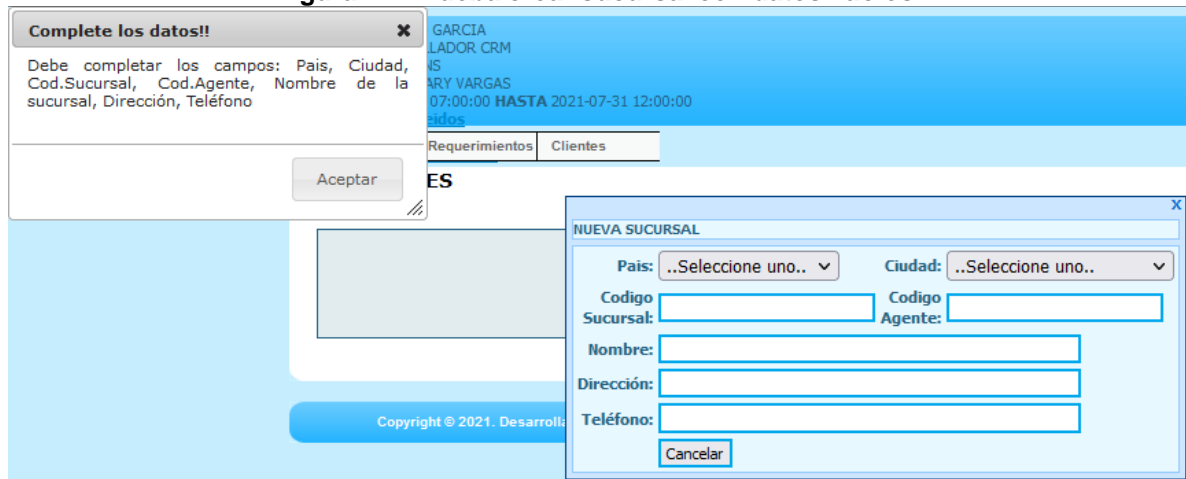 Complete los datos!!
Debe completar los campos: Pais, Ciudad,
Cod.Sucursal, Cod.Agente, Nombre de la
sucursal, Dirección, Teléfono
Aceptar
GARCIA
LADOR CRM
NS
ARY VARGAS
07:00:00 HASTA 2021-07-31 12:00:00
eidos
Requerimientos Clientes
ES
X
NUEVA SUCURSAL
Pais: ..Seleccione uno.. Ciudad: ..Seleccione uno..
Codigo Sucursal: Codigo Agente:
Nombre:
Dirección:
Teléfono:
Cancelar
Copyright © 2021. Desarrolla